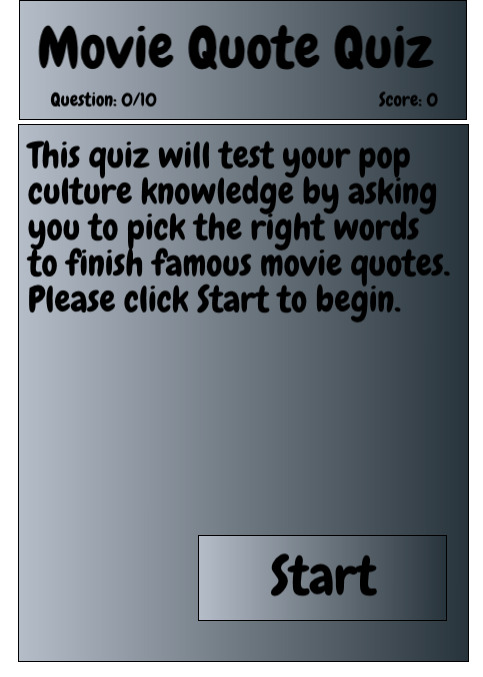 Movie Quote Quiz
Question: 0/10 Score: 0
This quiz will test your pop
culture knowledge by asking
you to pick the right words
to finish famous movie quotes.
Please click Start to begin.
Start